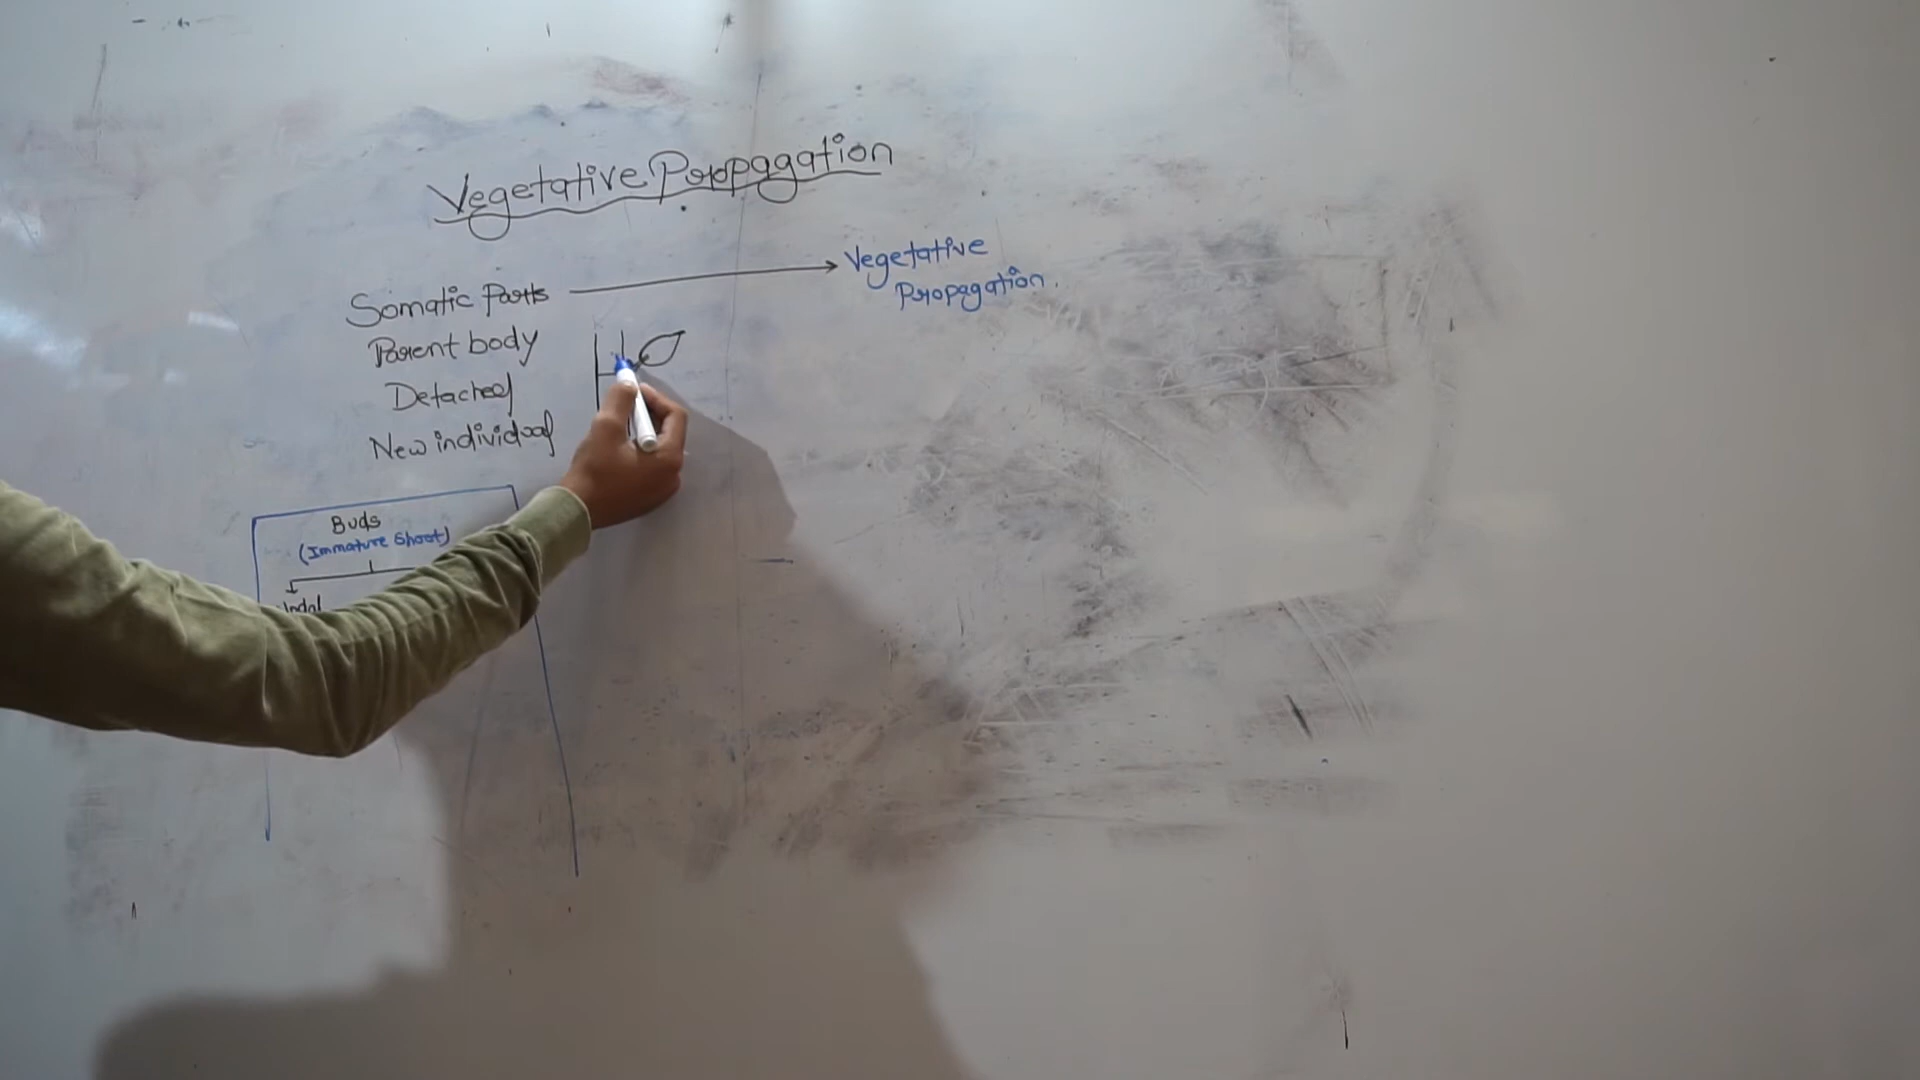 Vegetative Propagation
Somatic Parts
Vegetative
Propagation.
Parent body
Detached
New individual
Buds
(Immature Shoot)